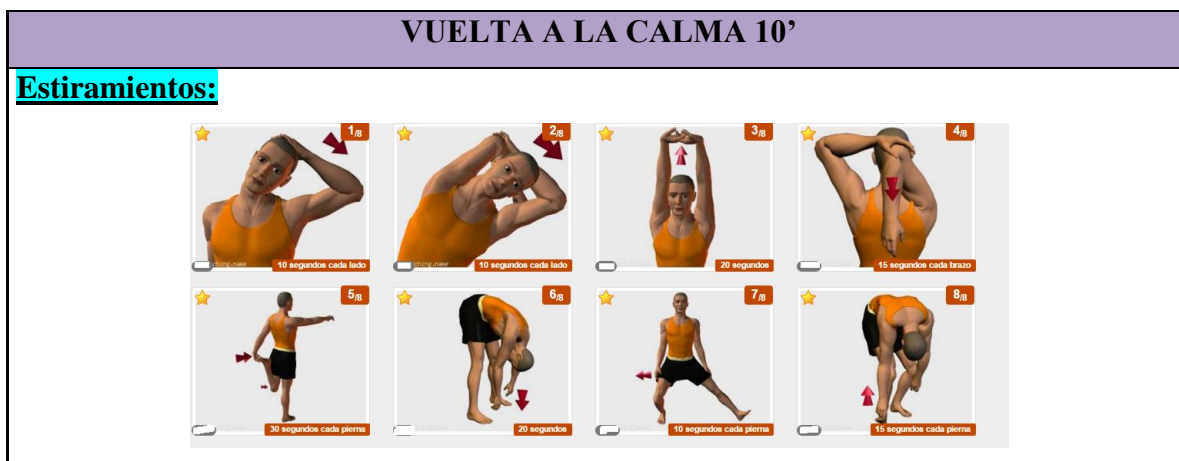 VUELTA A LA CALMA 10’
Estiramientos:
1/8
2/8
3/8
4/8
10 segundos cada lado
10 segundos cada lado
20 segundos
15 segundos cada brazo
5/8
6/8
7/8
8/8
30 segundos cada pierna
20 segundos
10 segundos cada pierna
15 segundos cada pierna